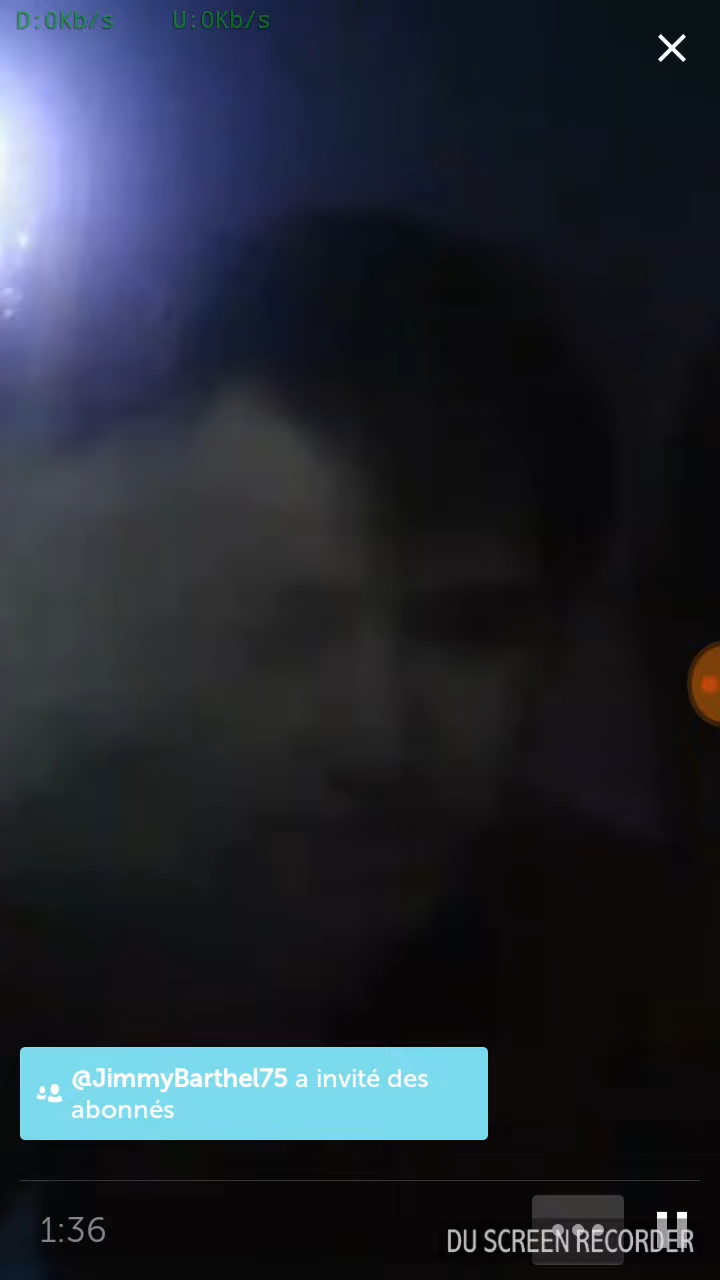 D:0Kb/s U:0Kb/s
@JimmyBarthel75 a invité des
abonnés
1:36
DU SCREEN RECORDER